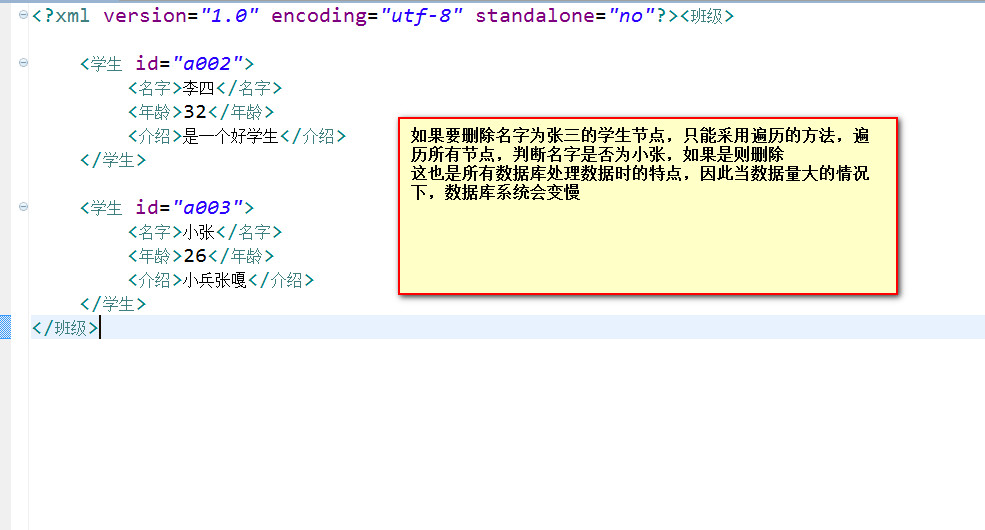 <?xml version="1.0" encoding="utf-8" standalone="no"?><班级>
<学生 id="a002">
<名字>李四</名字>
<年龄>32</年龄>
<介绍>是一个好学生</介绍>
</学生>
<学生 id="a003">
<名字>小张</名字>
<年龄>26</年龄>
<介绍>小兵张嘎</介绍>
</学生>
</班级>
如果要删除名字为张三的学生节点，只能采用遍历的方法，遍
历所有节点，判断名字是否为小张，如果是则删除
这也是所有数据库处理数据时的特点，因此当数据量大的情况
下，数据库系统会变慢